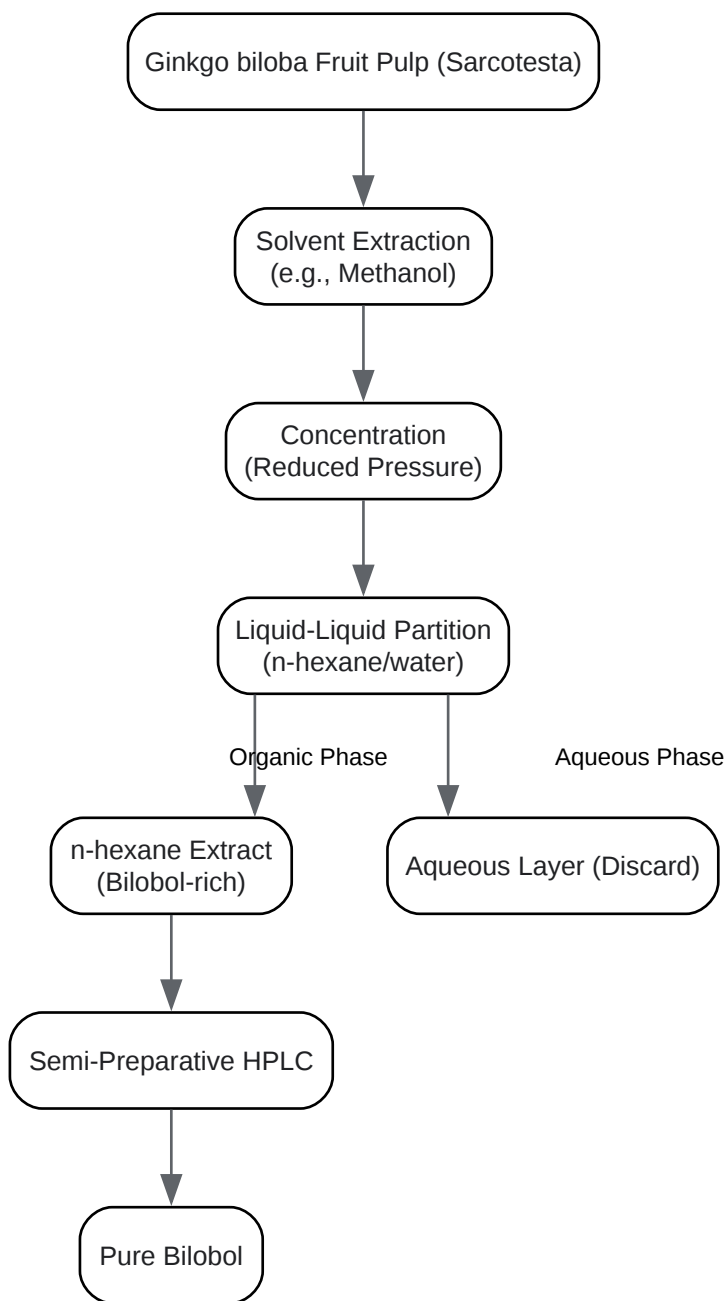 Ginkgo biloba Fruit Pulp (Sarcotesta)
Solvent Extraction
(e.g., Methanol)
Concentration
(Reduced Pressure)
Liquid-Liquid Partition
(n-hexane/water)
Organic Phase
Aqueous Phase
n-hexane Extract
(Bilobol-rich)
Aqueous Layer (Discard)
Semi-Preparative HPLC
Pure Bilobol